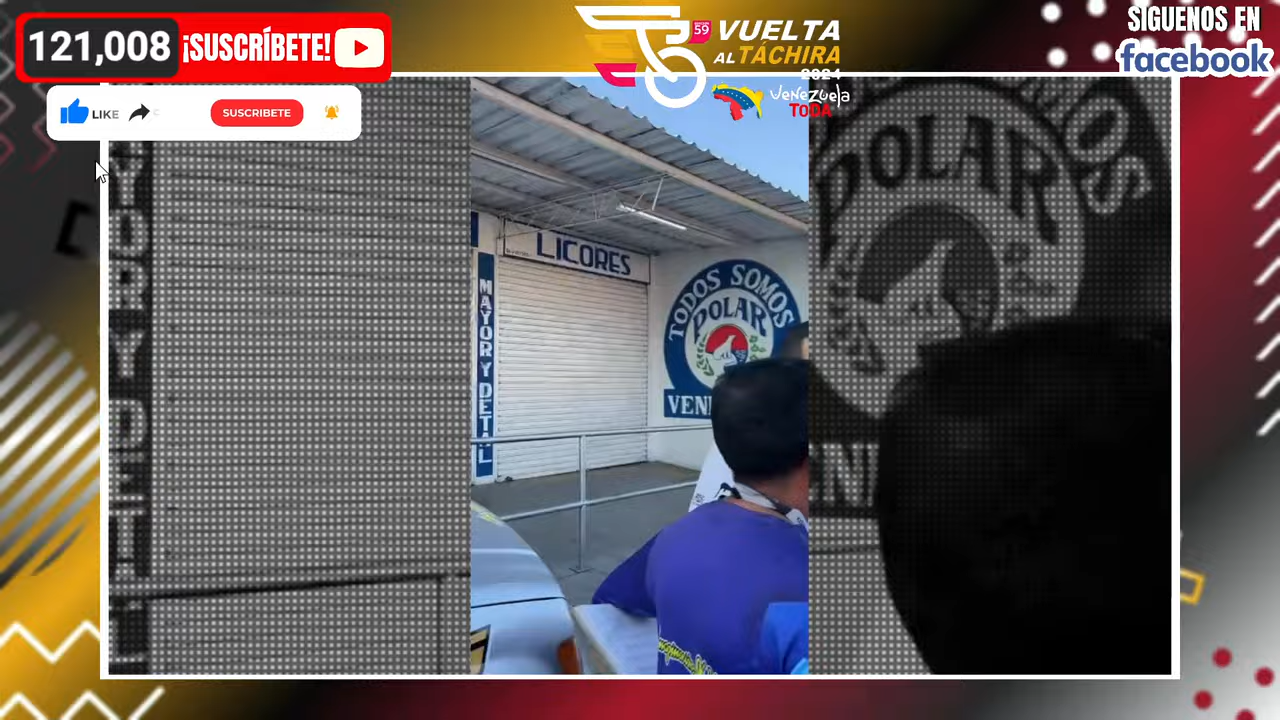 121,008 ¡SUSCRÍBETE!
LIKE SUSCRIBETE
59 VUELTA
AL TÁCHIRA
2024
Venezuela
TODA
SIGUENOS EN
facebook
LICORES
MAYOR Y DETAL
TODOS SOMOS
POLAR
VEN